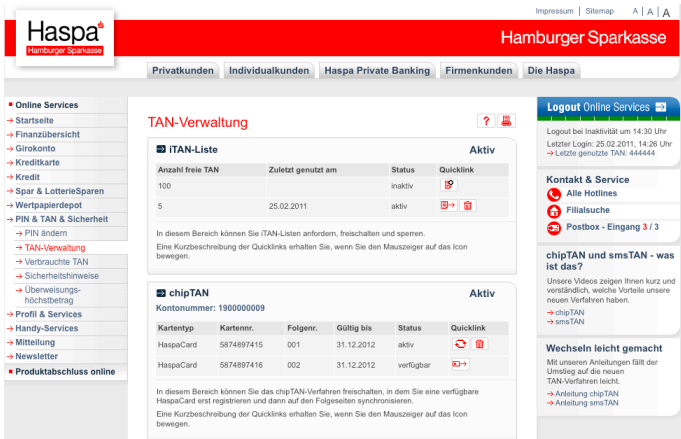 Impressum | Sitemap A | A | A
Haspa
Hamburger Sparkasse
Hamburger Sparkasse
Privatkunden Individualkunden Haspa Private Banking Firmenkunden Die Haspa
Online Services
Startseite
Finanzübersicht
Girokonto
Kreditkarte
Kredit
Spar & LotterieSparen
Wertpapierdepot
PIN & TAN & Sicherheit
PIN ändern
TAN-Verwaltung
Verbrauchte TAN
Sicherheitshinweise
Überweisungs-
höchstbetrag
Profil & Services
Handy-Services
Mitteilung
Newsletter
Produktabschluss online
TAN-Verwaltung
?
iTAN-Liste Aktiv
Anzahl freie TAN Zuletzt genutzt am Status Quicklink
100 inaktiv
5 25.02.2011 aktiv
In diesem Bereich können Sie iTAN-Listen anfordern, freischalten und sperren.
Eine Kurzbeschreibung der Quicklinks erhalten Sie, wenn Sie den Mauszeiger auf das Icon
bewegen.
chipTAN Aktiv
Kontonummer: 1900000009
Kartentyp Kartennr. Folgenr. Gültig bis Status Quicklink
HaspaCard 5874897415 001 31.12.2012 aktiv
HaspaCard 5874897416 002 31.12.2012 verfügbar
In diesem Bereich können Sie das chipTAN-Verfahren freischalten, in dem Sie eine verfügbare
HaspaCard erst registrieren und dann auf den Folgeseiten synchronisieren.
Eine Kurzbeschreibung der Quicklinks erhalten Sie, wenn Sie den Mauszeiger auf das Icon
bewegen.
Logout Online Services
Logout bei Inaktivität um 14:30 Uhr
Letzter Login: 25.02.2011, 14:26 Uhr
Letzte genutzte TAN: 444444
Kontakt & Service
Alle Hotlines
Filialsuche
Postbox - Eingang 3 / 3
chipTAN und smsTAN - was
ist das?
Unsere Videos zeigen Ihnen kurz und
verständlich, welche Vorteile unsere
neuen Verfahren haben.
chipTAN
smsTAN
Wechseln leicht gemacht
Mit unseren Anleitungen fällt der
Umstieg auf die neuen
TAN-Verfahren leicht.
Anleitung chipTAN
Anleitung smsTAN